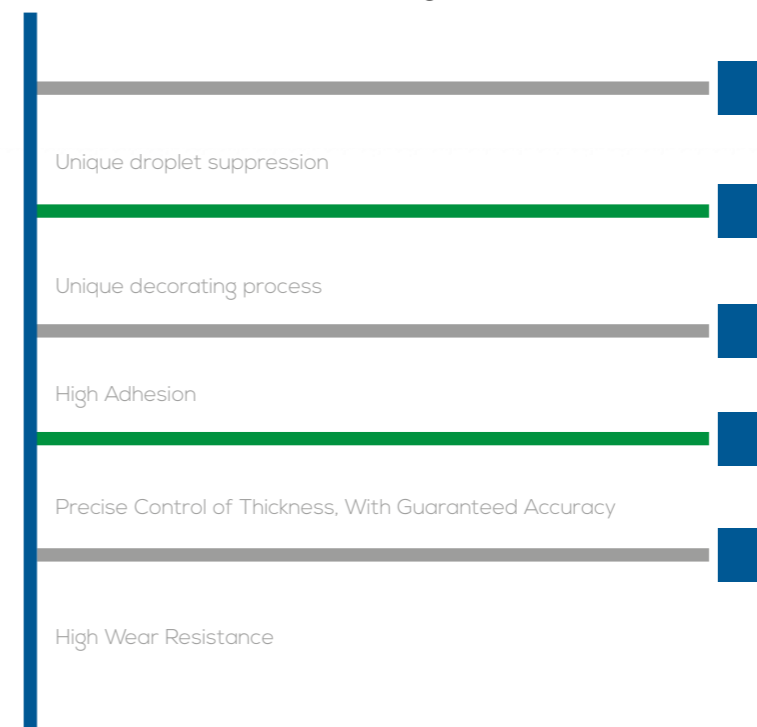 Unique droplet suppression
Unique decorating process
High Adhesion
Precise Control of Thickness, With Guaranteed Accuracy
High Wear Resistance